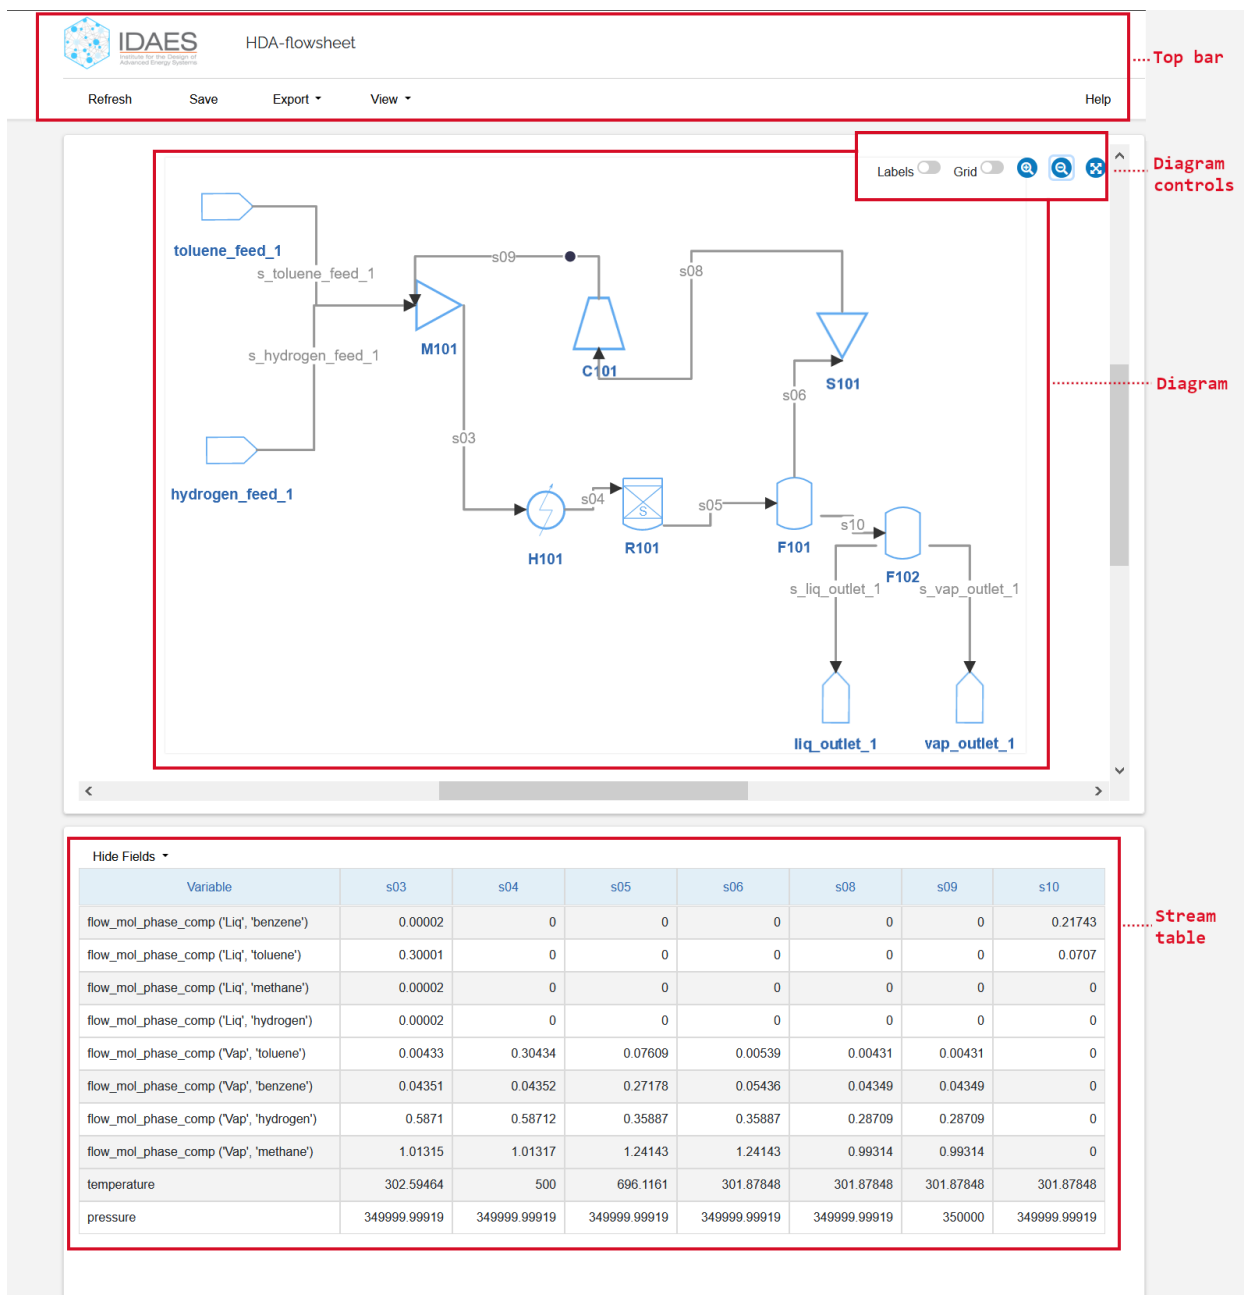 IDAES
Institute for the Design of
Advanced Energy Systems
HDA-flowsheet
Refresh Save Export View Help
Top bar
Labels Grid
Diagram
controls
toluene_feed_1
s_toluene_feed_1
s09
s08
s_hydrogen_feed_1
M101
C101
S101
s06
Diagram
s03
hydrogen_feed_1
s04
S
s05
s10
H101
R101
F101
F102
s_liq_outlet_1
s_vap_outlet_1
liq_outlet_1
vap_outlet_1
Hide Fields
Variable s03 s04 s05 s06 s08 s09 s10
flow_mol_phase_comp ('Liq', 'benzene') 0.00002 0 0 0 0 0 0.21743
flow_mol_phase_comp ('Liq', 'toluene') 0.30001 0 0 0 0 0 0.0707
flow_mol_phase_comp ('Liq', 'methane') 0.00002 0 0 0 0 0 0
flow_mol_phase_comp ('Liq', 'hydrogen') 0.00002 0 0 0 0 0 0
flow_mol_phase_comp ('Vap', 'toluene') 0.00433 0.30434 0.07609 0.00539 0.00431 0.00431 0
flow_mol_phase_comp ('Vap', 'benzene') 0.04351 0.04352 0.27178 0.05436 0.04349 0.04349 0
flow_mol_phase_comp ('Vap', 'hydrogen') 0.5871 0.58712 0.35887 0.35887 0.28709 0.28709 0
flow_mol_phase_comp ('Vap', 'methane') 1.01315 1.01317 1.24143 1.24143 0.99314 0.99314 0
temperature 302.59464 500 696.1161 301.87848 301.87848 301.87848 301.87848
pressure 349999.99919 349999.99919 349999.99919 349999.99919 349999.99919 350000 349999.99919
Stream
table